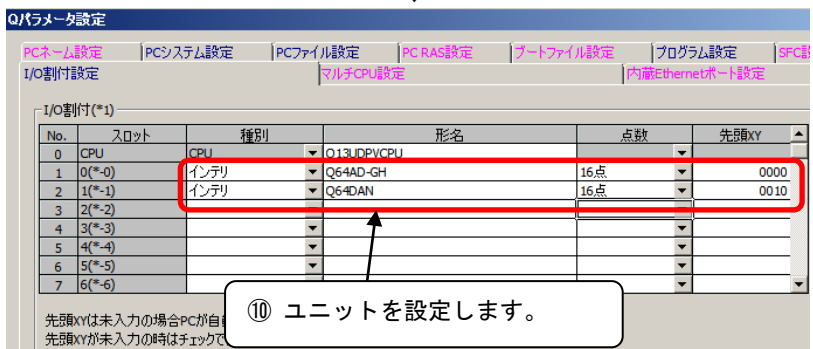 Qパラメータ設定
PCネーム設定 PCシステム設定 PCファイル設定 PC RAS設定 ブートファイル設定 プログラム設定 SFC
I/O割付設定 マルチCPU設定 内蔵Ethernetポート設定
I/O割付(*1)
No. スロット 種別 形名 点数 先頭XY
0 CPU CPU Q13UDPVCPU
1 0(*-0) インテリ Q64AD-GH 16点 0000
2 1(*-1) インテリ Q64DAN 16点 0010
3 2(*-2)
4 3(*-3)
5 4(*-4)
6 5(*-5)
7 6(*-6)
⑩ ユニットを設定します。
先頭XYは未入力の場合PCが自
先頭XYが未入力の時はチェックで